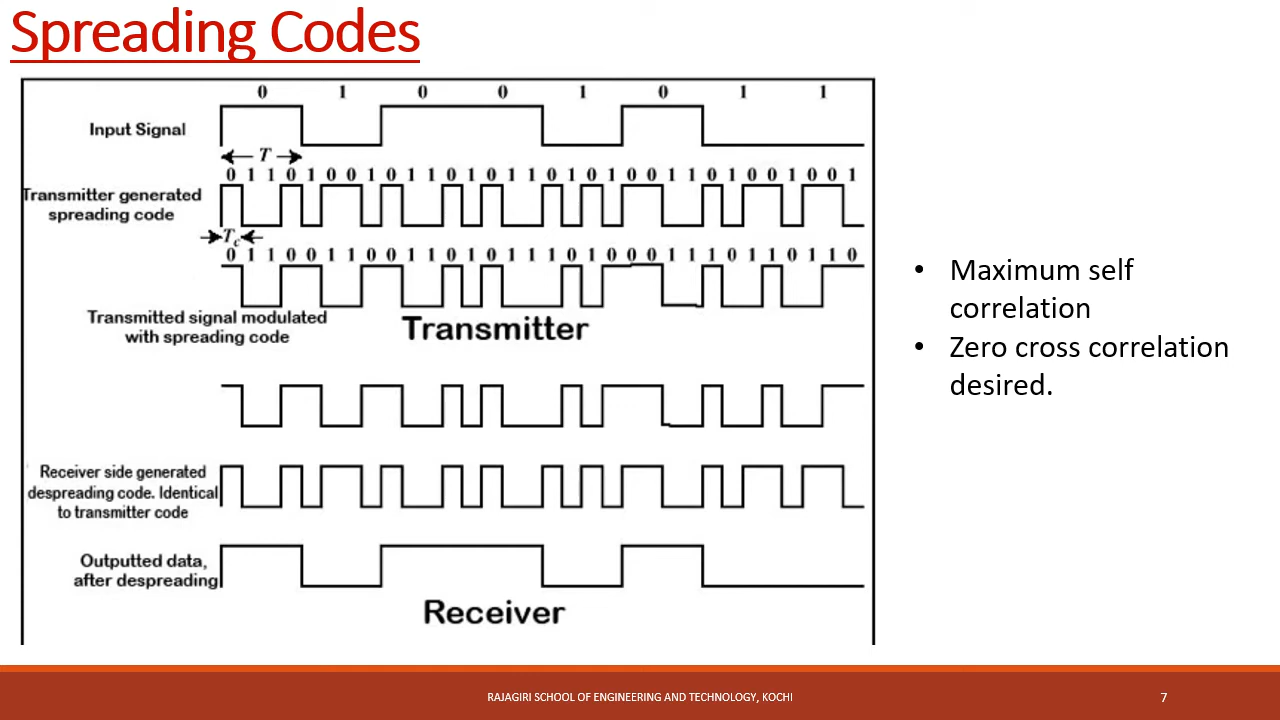 Spreading Codes
0 1 0 0 1 0 1 1
Input Signal
T
0 1 1 0 1 0 0 1 0 1 1 0 1 0 1 1 0 1 0 1 0 0 1 1 0 1 0 0 1 0 0 1
Transmitter generated
spreading code
Tc
0 1 1 0 0 1 1 0 0 1 1 0 1 0 1 1 1 0 1 0 0 0 1 1 1 0 1 1 0 1 1 0
Transmitted signal modulated
with spreading code
Transmitter
Receiver side generated
despreading code. Identical
to transmitter code
Outputted data,
after despreading
Receiver
• Maximum self
correlation
• Zero cross correlation
desired.
RAJAGIRI SCHOOL OF ENGINEERING AND TECHNOLOGY, KOCHI
7